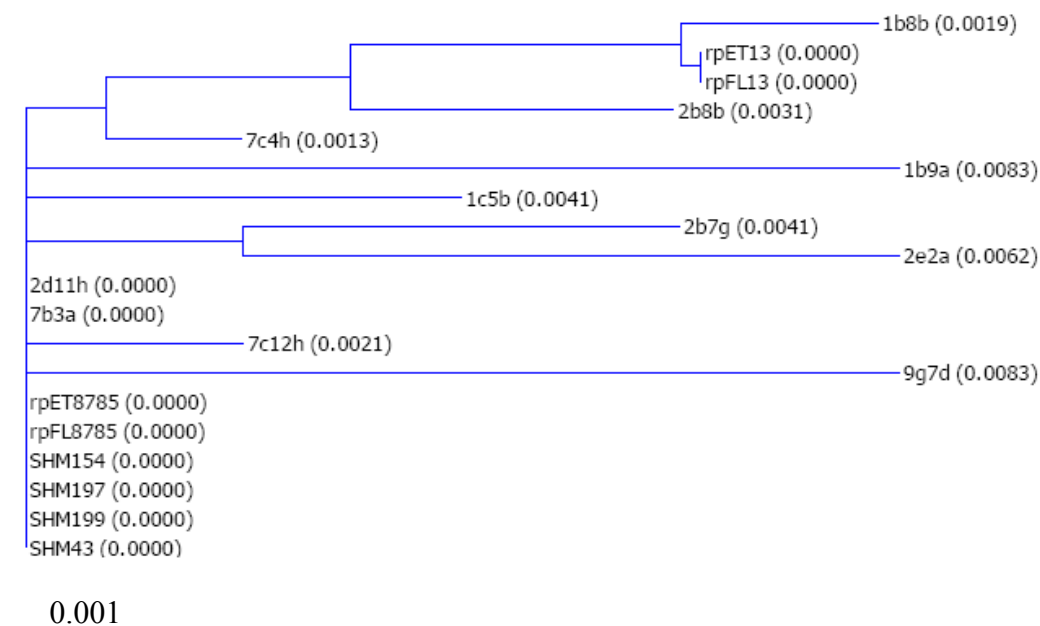 1b8b (0.0019)
rpET13 (0.0000)
rpFL13 (0.0000)
2b8b (0.0031)
7c4h (0.0013)
1b9a (0.0083)
1c5b (0.0041)
2b7g (0.0041)
2e2a (0.0062)
2d11h (0.0000)
7b3a (0.0000)
7c12h (0.0021)
9g7d (0.0083)
rpET8785 (0.0000)
rpFL8785 (0.0000)
SHM154 (0.0000)
SHM197 (0.0000)
SHM199 (0.0000)
SHM43 (0.0000)
0.001